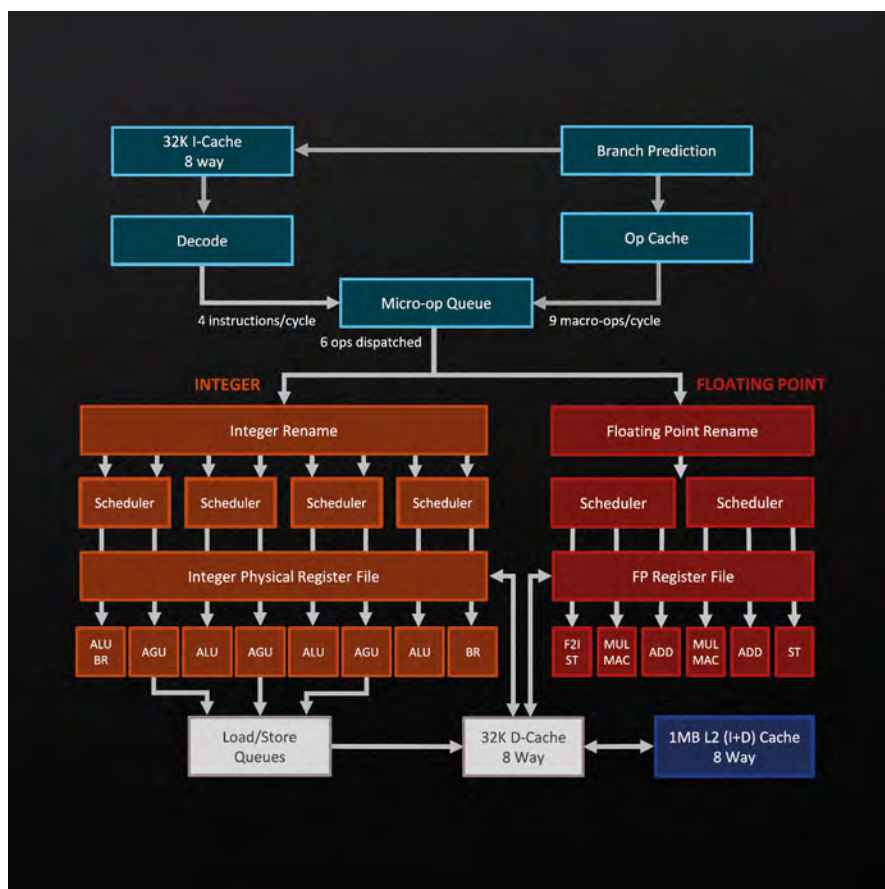 32K I-Cache
8 way
Branch Prediction
Decode
Op Cache
Micro-op Queue
4 instructions/cycle
9 macro-ops/cycle
6 ops dispatched
INTEGER
FLOATING POINT
Integer Rename
Floating Point Rename
Scheduler
Scheduler
Scheduler
Scheduler
Scheduler
Scheduler
Integer Physical Register File
FP Register File
ALU
BR
AGU
ALU
AGU
ALU
AGU
ALU
BR
F2I
ST
MUL
MAC
ADD
MUL
MAC
ADD
ST
Load/Store
Queues
32K D-Cache
8 Way
1MB L2 (I+D) Cache
8 Way